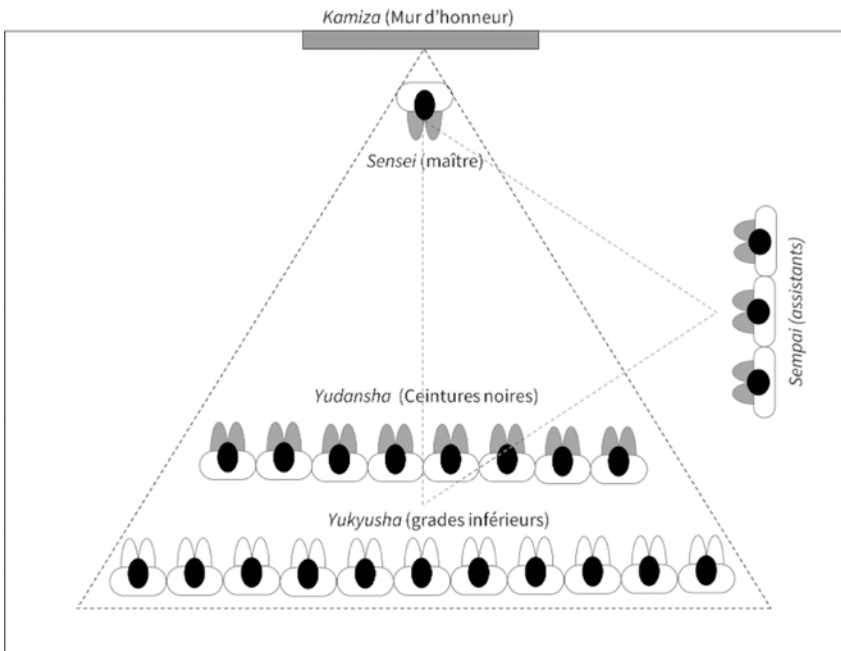 Kamiza (Mur d'honneur)
Sensei (maître)
Sempai (assistants)
Yudansha (Ceintures noires)
Yukyusha (grades inférieurs)